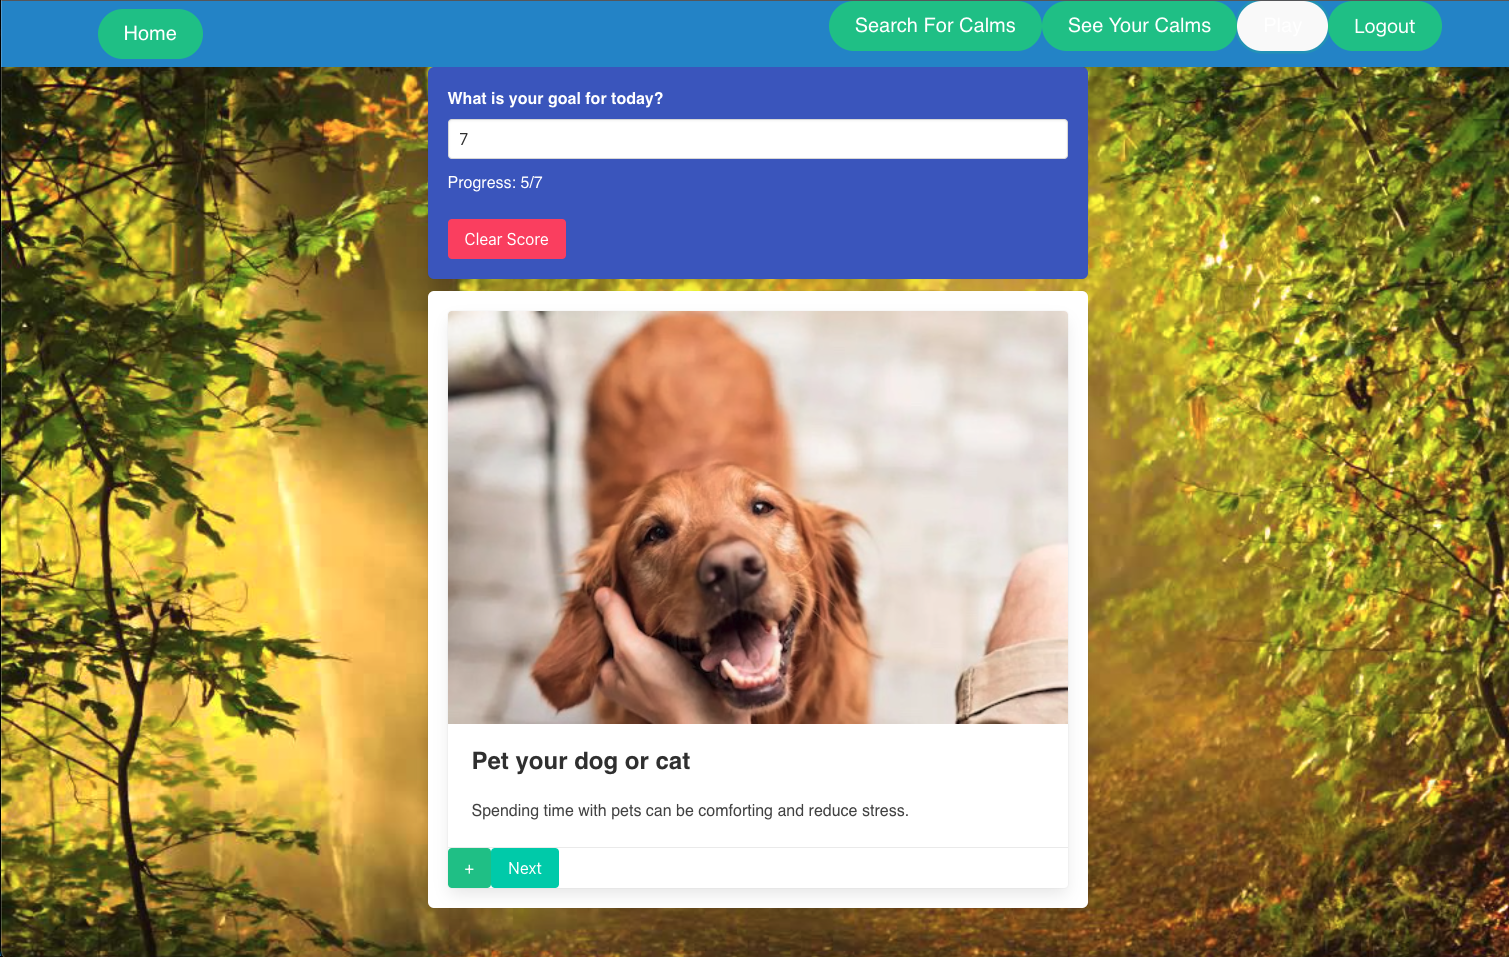 Home
Search For Calms
See Your Calms
Play
Logout
What is your goal for today?
7
Progress: 5/7
Clear Score
Pet your dog or cat
Spending time with pets can be comforting and reduce stress.
+
Next